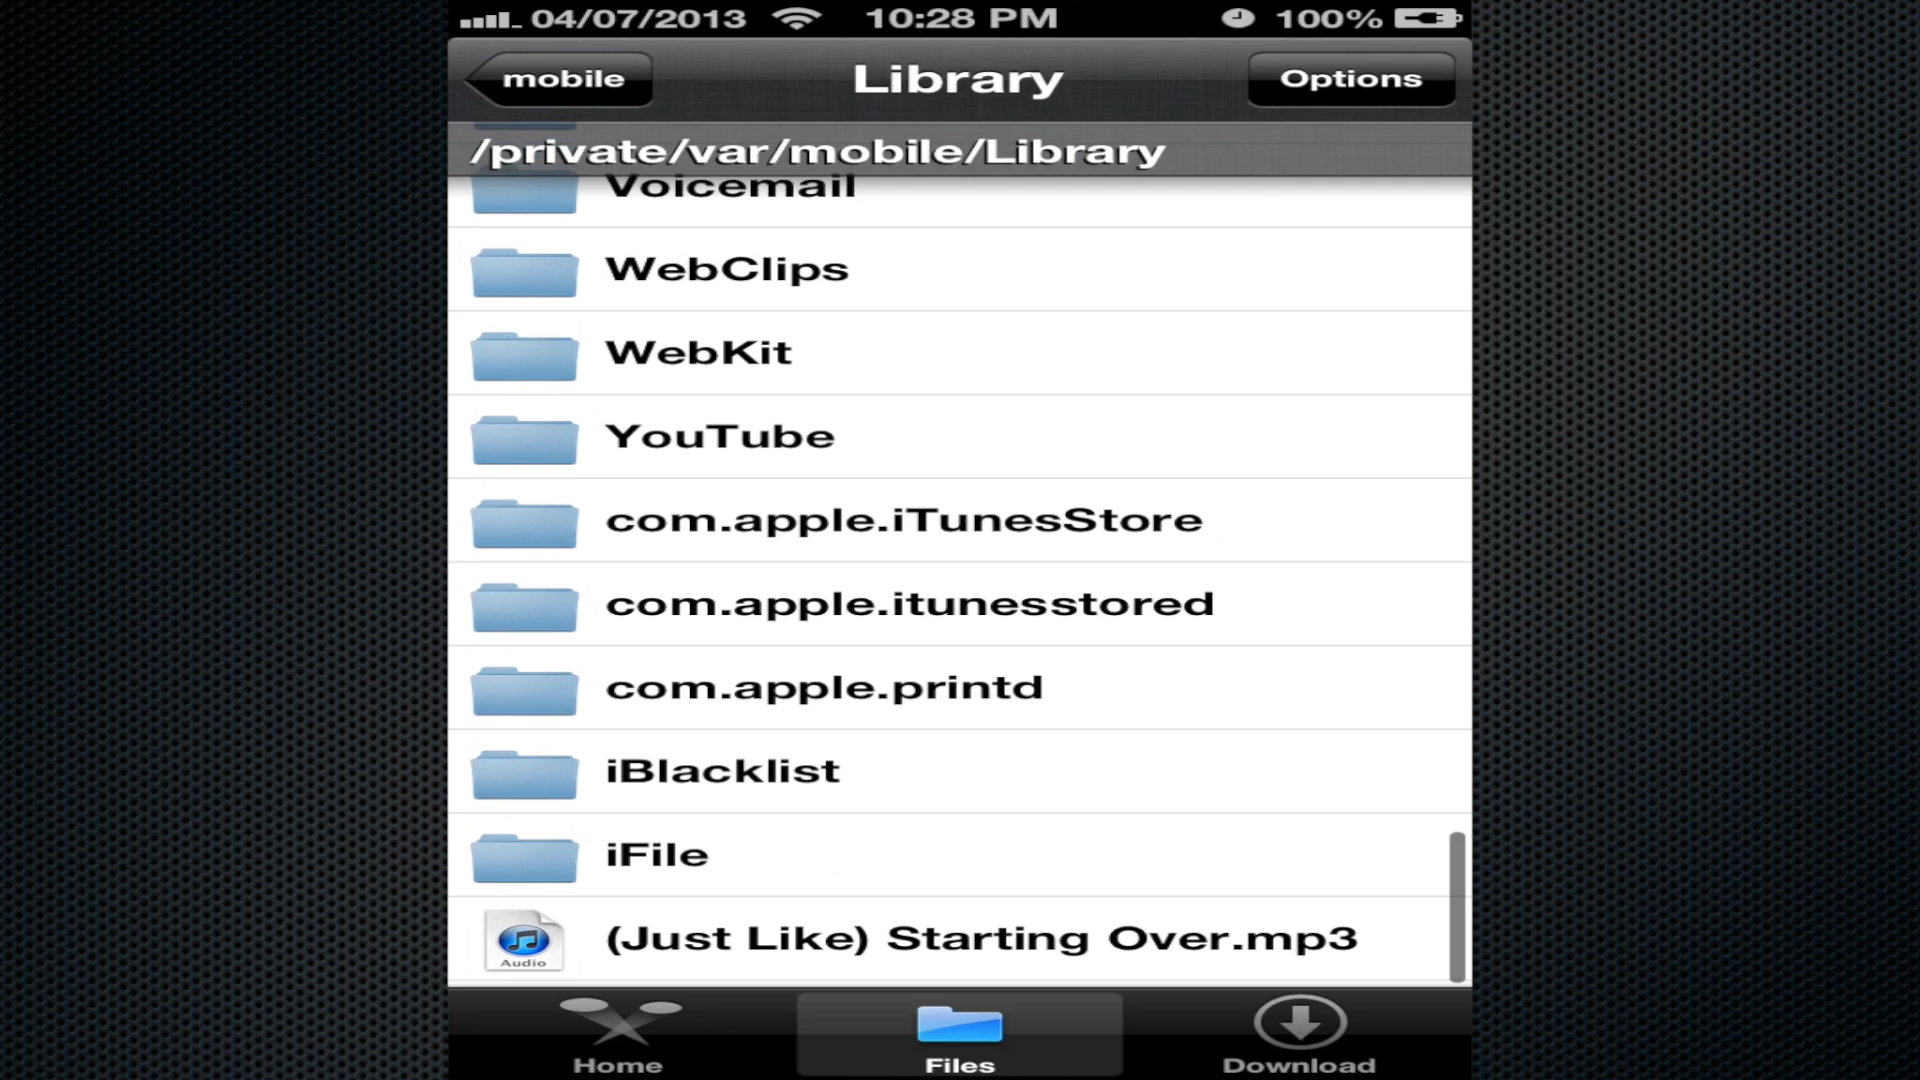 04/07/2013 10:28 PM 100%
mobile Library Options
/private/var/mobile/Library
Voicemail
WebClips
WebKit
YouTube
com.apple.iTunesStore
com.apple.itunesstored
com.apple.printd
iBlacklist
iFile
(Just Like) Starting Over.mp3
Audio
Home Files Download